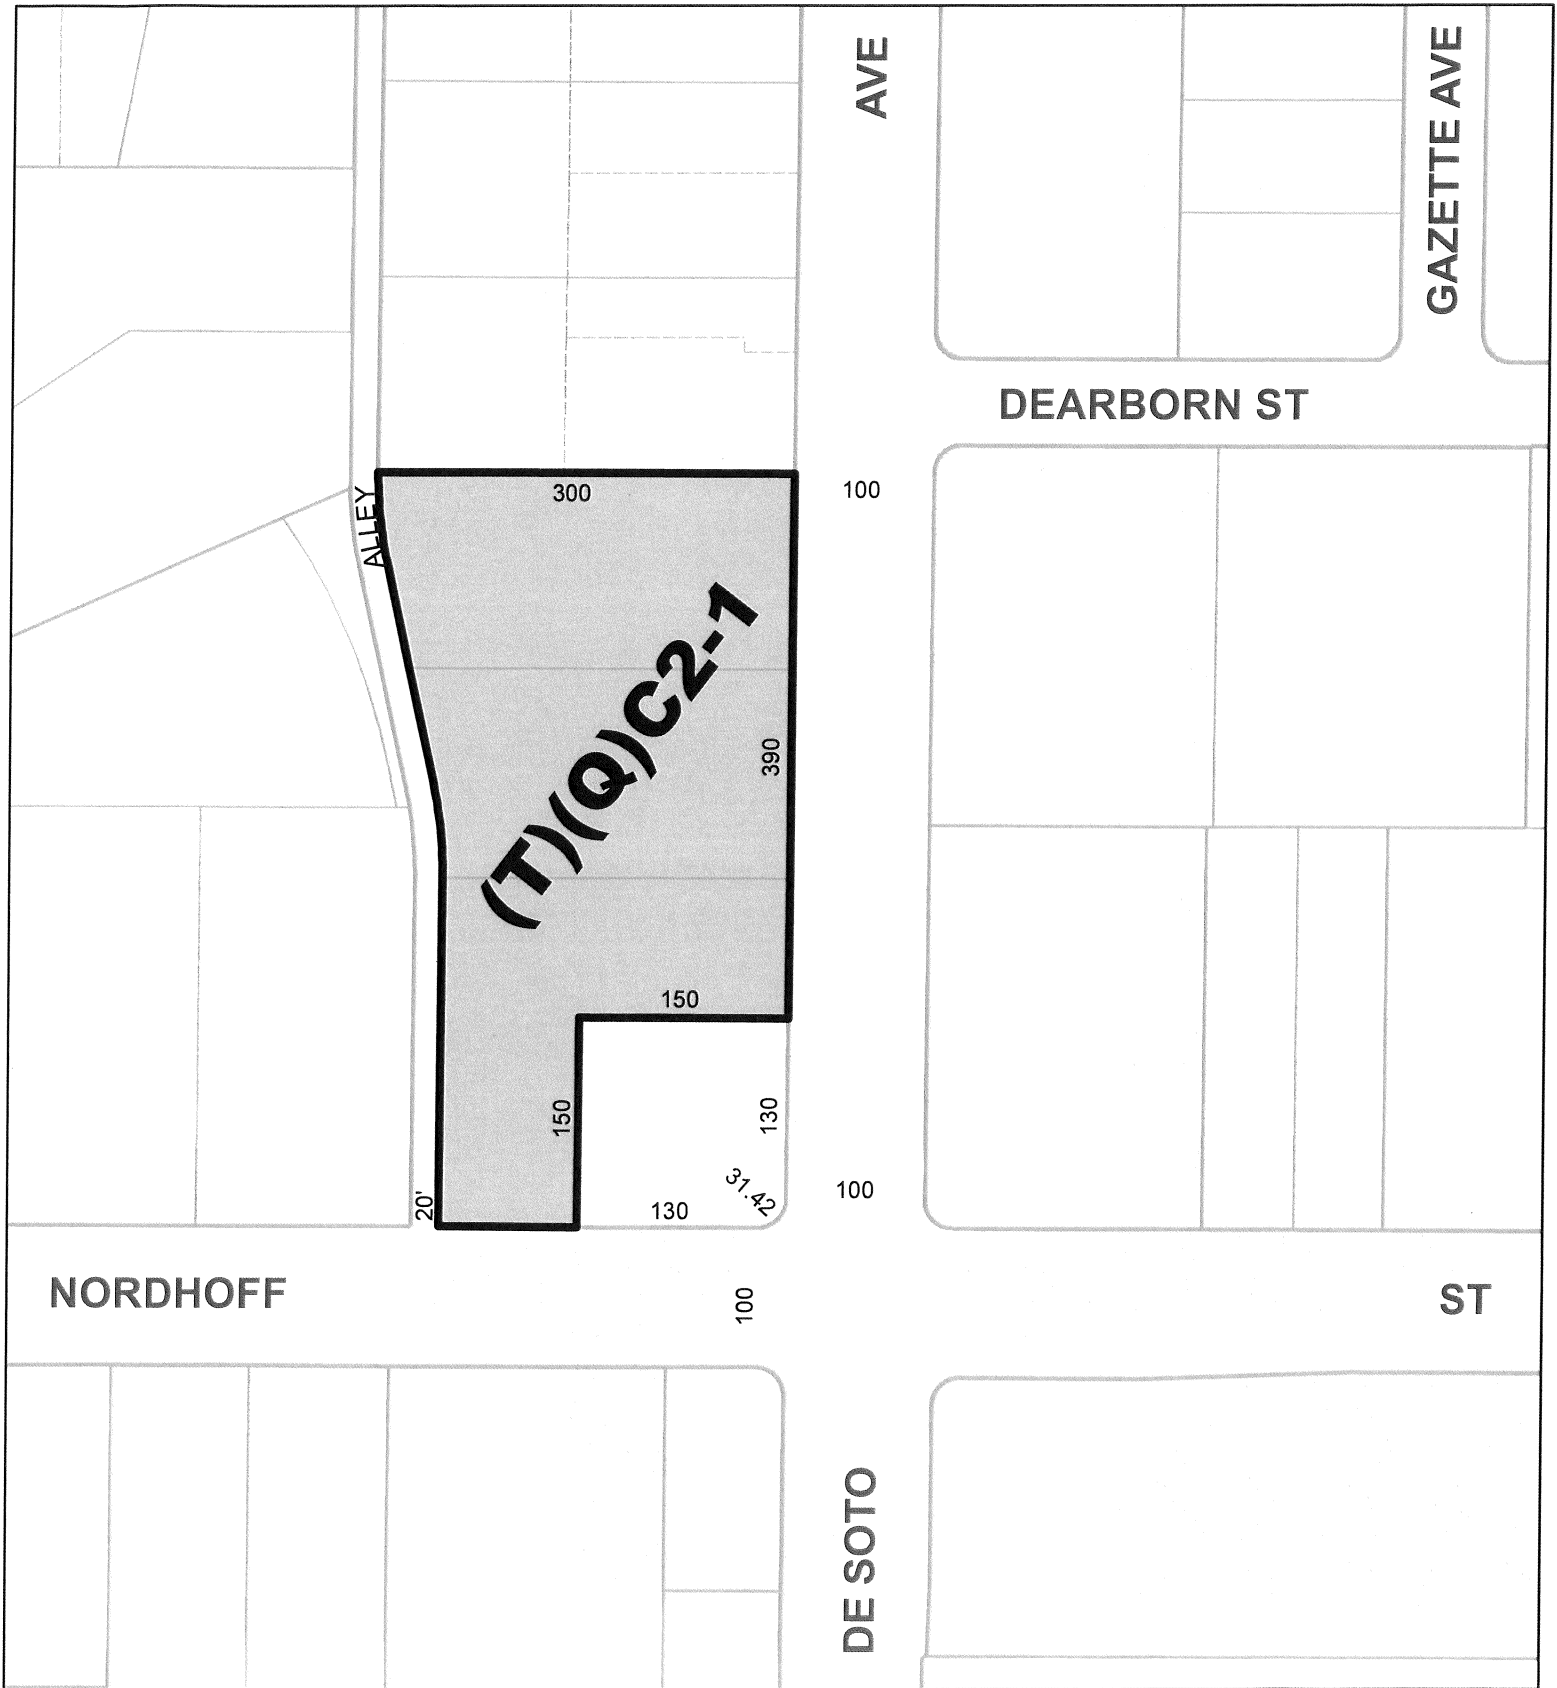 AVE
GAZETTE AVE
DEARBORN ST
300
100
ALLEY
(T)(Q)C2-1
390
150
150
130
31.42
130
20'
100
NORDHOFF
100
ST
DE SOTO